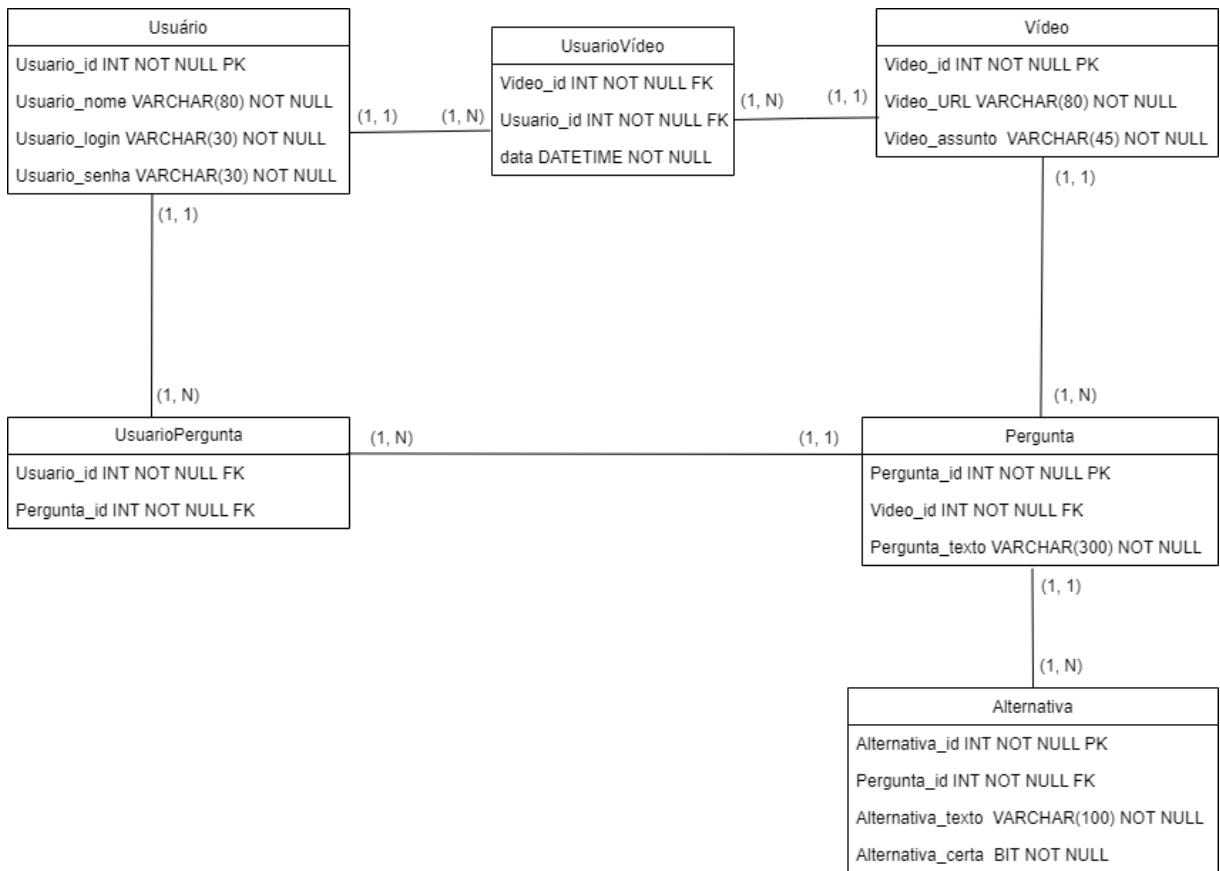 Usuário
Usuario_id INT NOT NULL PK
Usuario_nome VARCHAR(80) NOT NULL
Usuario_login VARCHAR(30) NOT NULL
Usuario_senha VARCHAR(30) NOT NULL
(1, 1)
(1, N)
UsuarioVídeo
Video_id INT NOT NULL FK
Usuario_id INT NOT NULL FK
data DATETIME NOT NULL
(1, N)
(1, 1)
Vídeo
Video_id INT NOT NULL PK
Video_URL VARCHAR(80) NOT NULL
Video_assunto VARCHAR(45) NOT NULL
(1, 1)
(1, 1)
(1, N)
(1, N)
UsuarioPergunta
Usuario_id INT NOT NULL FK
Pergunta_id INT NOT NULL FK
(1, N)
(1, 1)
Pergunta
Pergunta_id INT NOT NULL PK
Video_id INT NOT NULL FK
Pergunta_texto VARCHAR(300) NOT NULL
(1, 1)
(1, N)
Alternativa
Alternativa_id INT NOT NULL PK
Pergunta_id INT NOT NULL FK
Alternativa_texto VARCHAR(100) NOT NULL
Alternativa_certa BIT NOT NULL